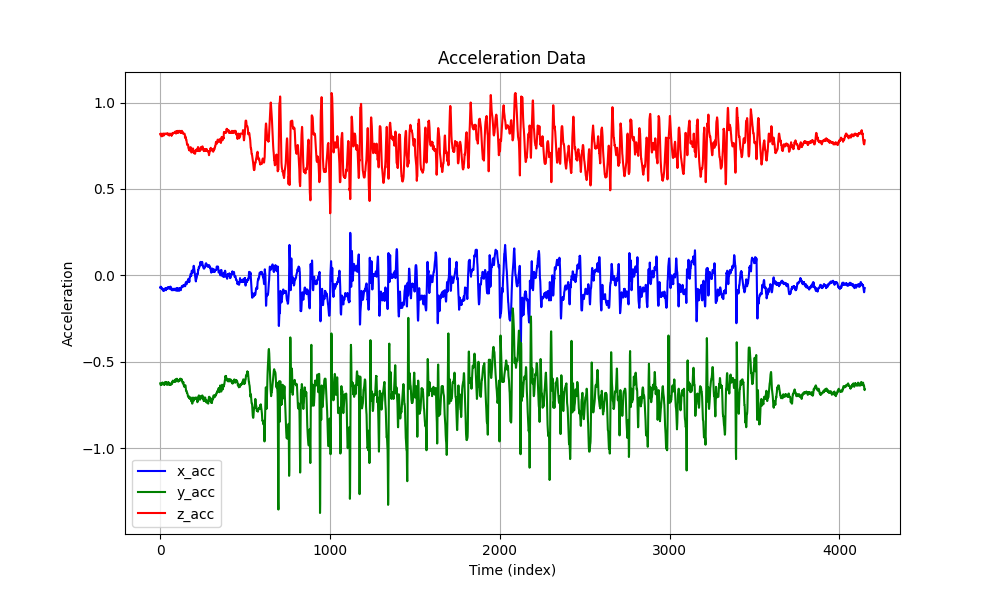 Acceleration Data
1.0
0.5
0.0
−0.5
−1.0
Acceleration
x_acc
y_acc
z_acc
0 1000 2000 3000 4000
Time (index)